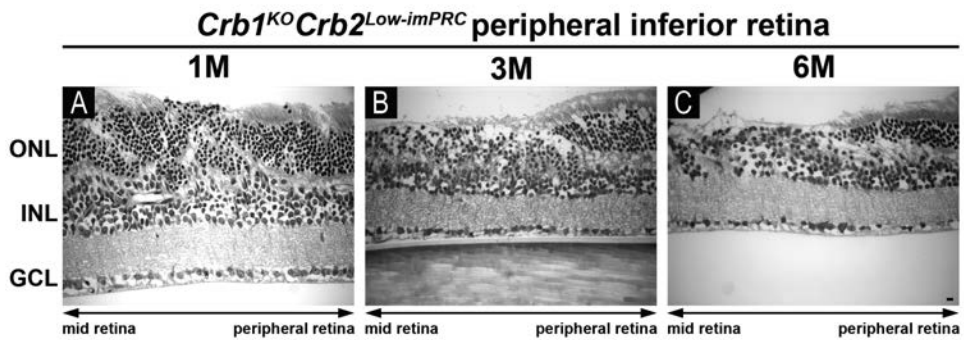 Crb1KOCrb2Low-imPRC peripheral inferior retina
1M 3M 6M
A B C
ONL
INL
GCL
mid retina peripheral retina mid retina peripheral retina mid retina peripheral retina